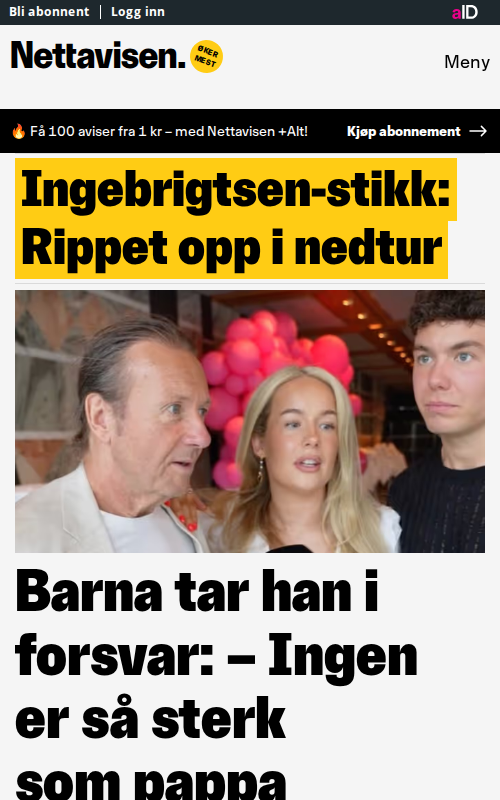 Bli abonnent | Logg inn
aID
Nettavisen.
ØKER
MEST
Meny
🔥 Få 100 aviser fra 1 kr – med Nettavisen +Alt!
Kjøp abonnement →
Ingebrigtsen-stikk:
Rippet opp i nedtur
Barna tar han i
forsvar: – Ingen
er så sterk
som pappa